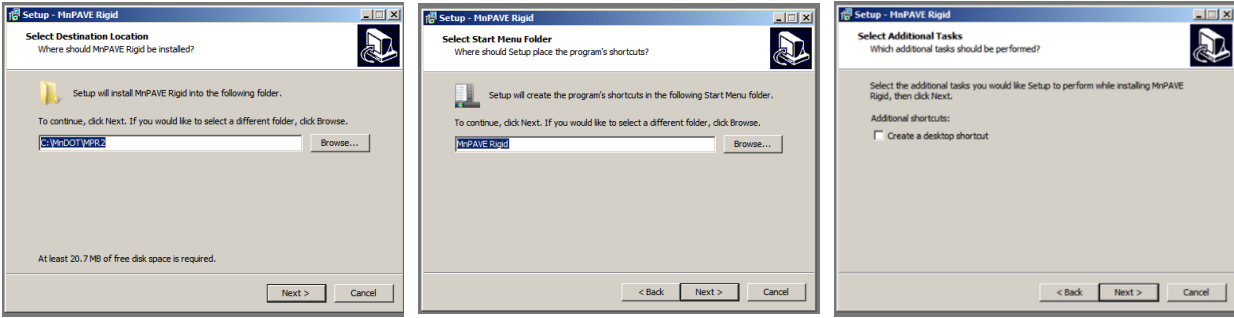 Setup - MnPAVE Rigid
Select Destination Location
Where should MnPAVE Rigid be installed?
Setup will install MnPAVE Rigid into the following folder.
To continue, click Next. If you would like to select a different folder, click Browse.
C:\MnDOT\MPR2
Browse...
At least 20.7 MB of free disk space is required.
Next >
Cancel
Setup - MnPAVE Rigid
Select Start Menu Folder
Where should Setup place the program's shortcuts?
Setup will create the program's shortcuts in the following Start Menu folder.
To continue, click Next. If you would like to select a different folder, click Browse.
MnPAVE Rigid
Browse...
< Back
Next >
Cancel
Setup - MnPAVE Rigid
Select Additional Tasks
Which additional tasks should be performed?
Select the additional tasks you would like Setup to perform while installing MnPAVE
Rigid, then click Next.
Additional shortcuts:
Create a desktop shortcut
< Back
Next >
Cancel